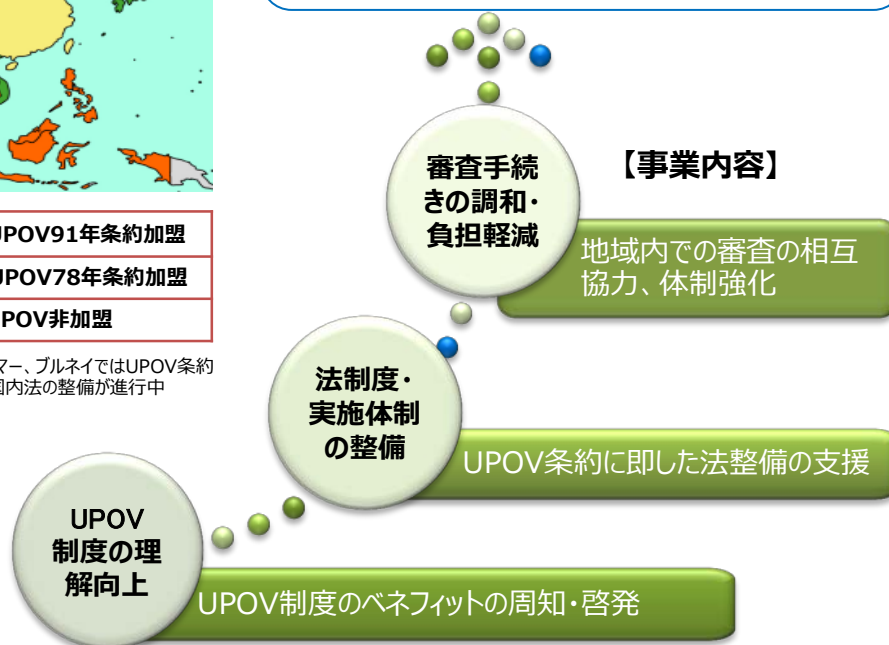 UPOV91年条約加盟
UPOV78年条約加盟
UPOV非加盟
マー、ブルネイではUPOV条約
国内法の整備が進行中
【事業内容】
審査手続
きの調和・
負担軽減
地域内での審査の相互
協力、体制強化
法制度・
実施体制
の整備
UPOV条約に即した法整備の支援
UPOV
制度の理
解向上
UPOV制度のベネフィットの周知・啓発